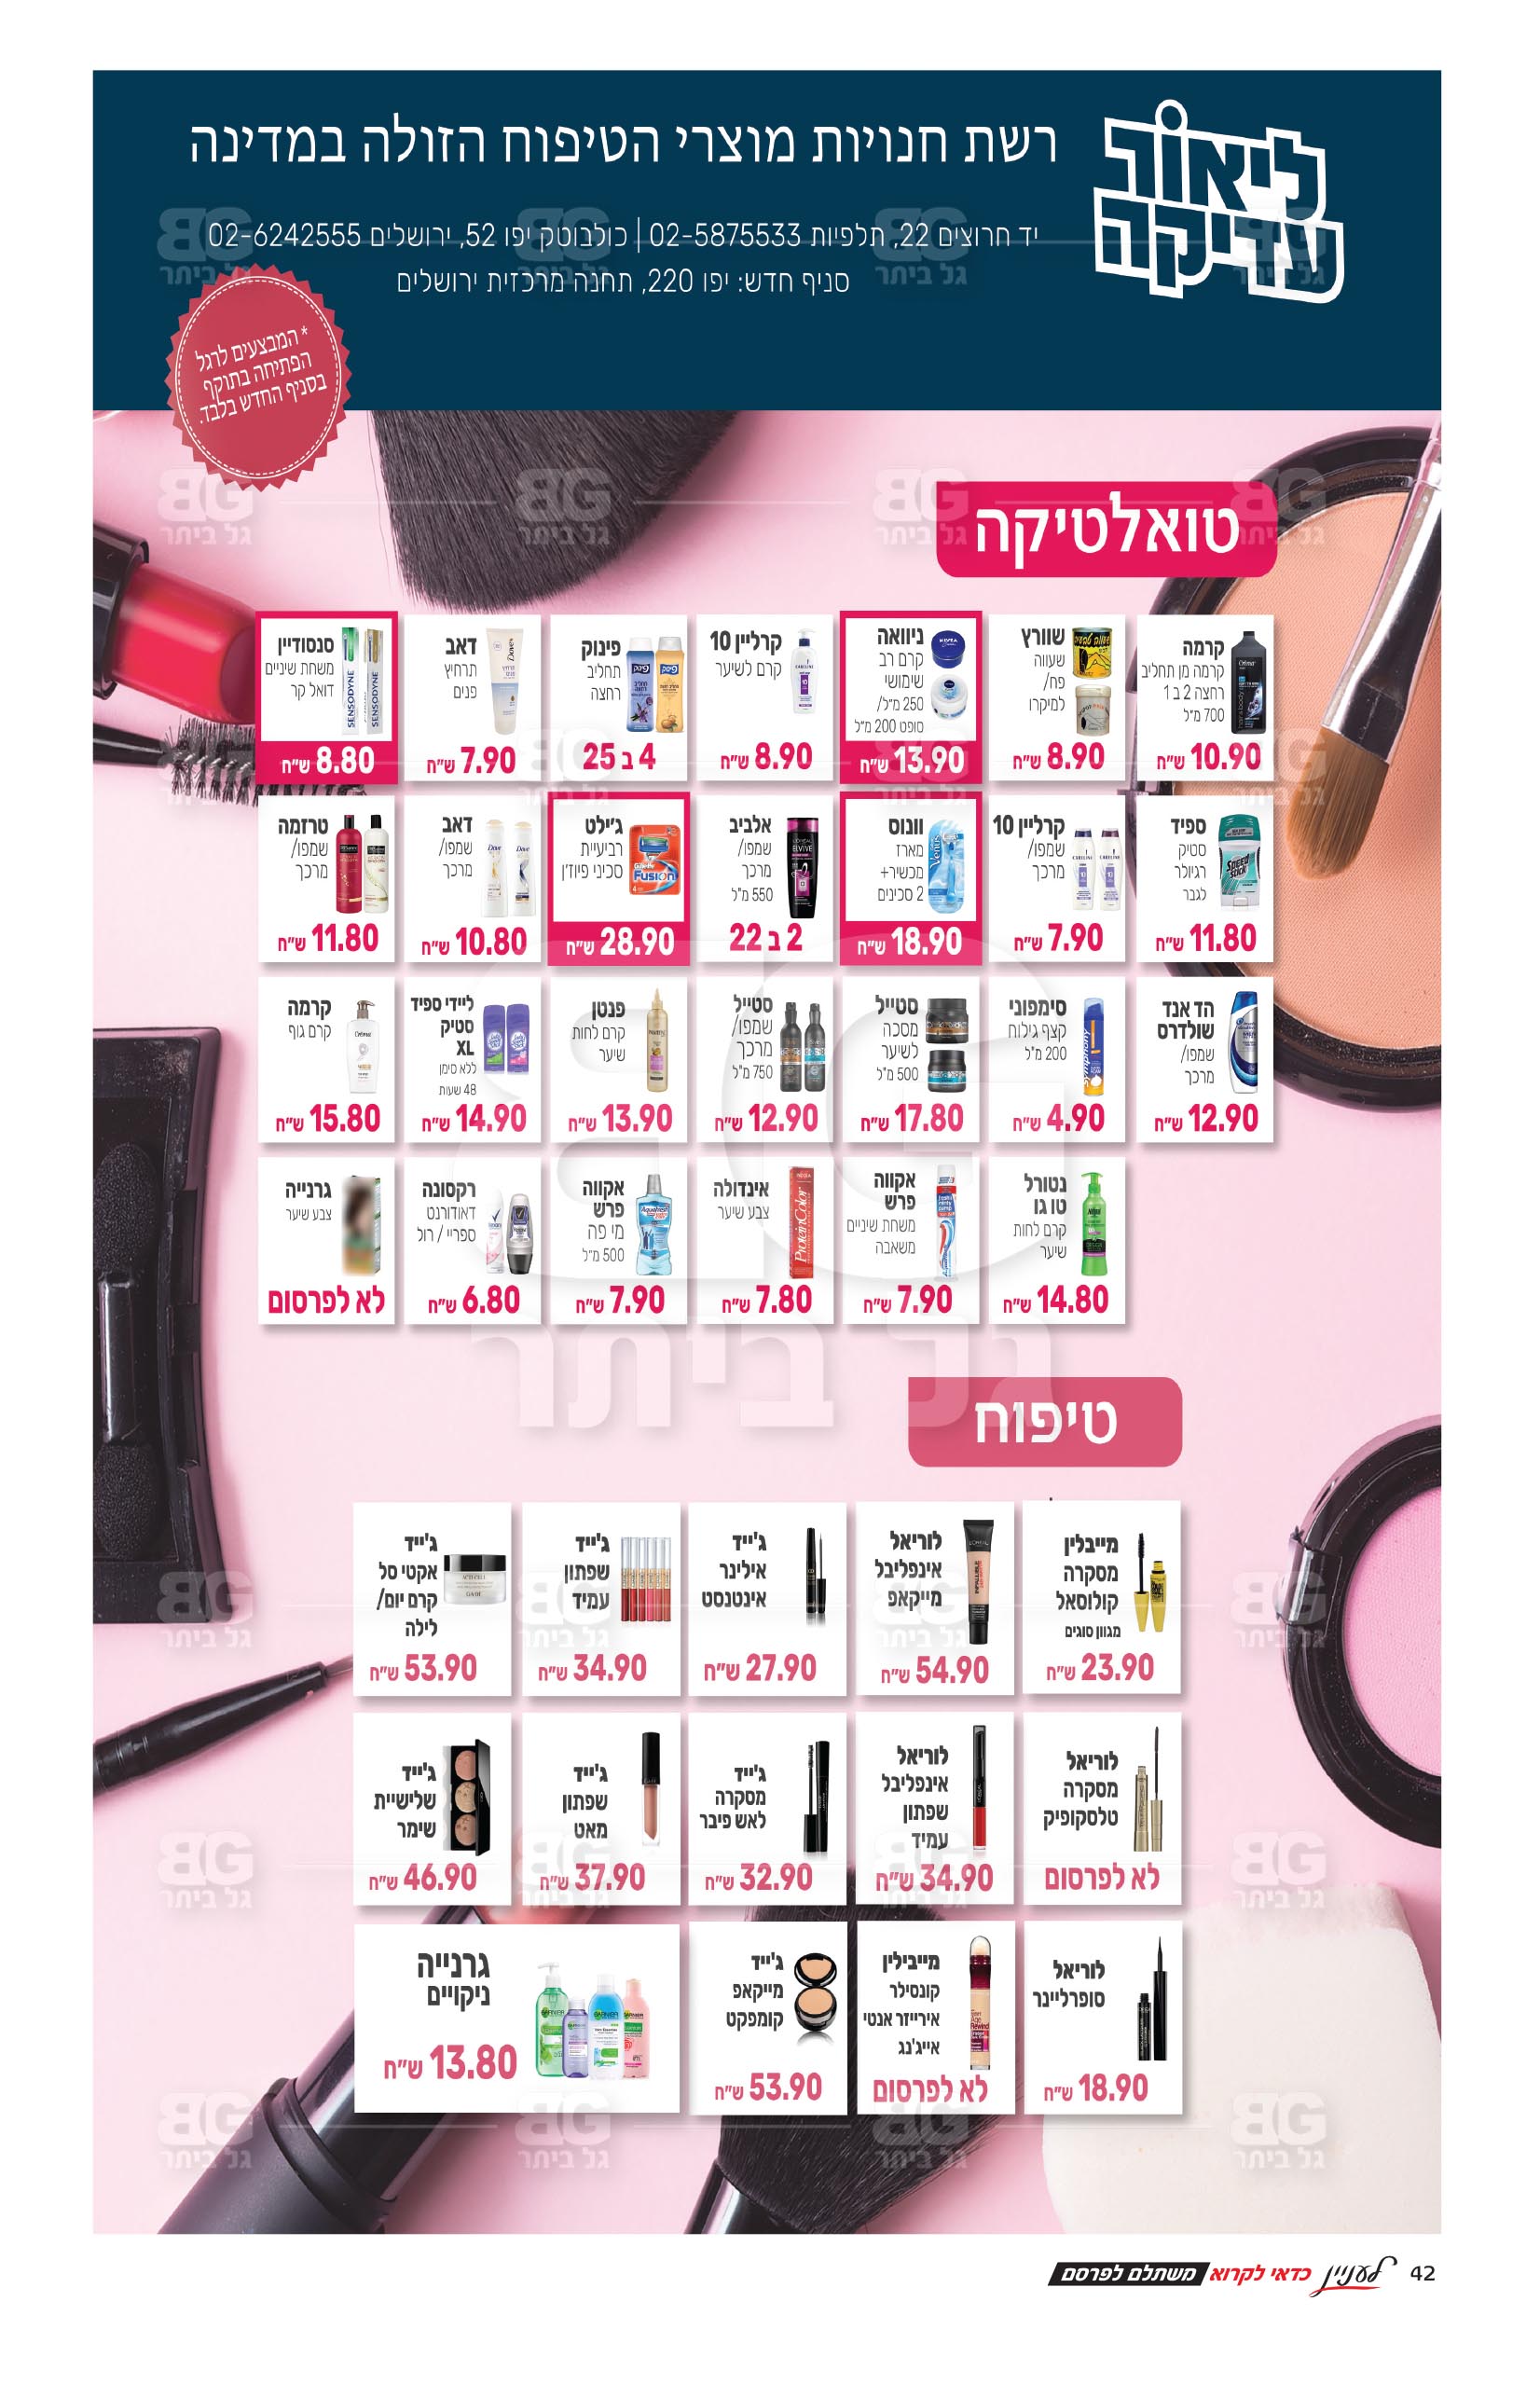 ליאור עדיקה
רשת חנויות מוצרי הטיפוח הזולה במדינה
יד חרוצים 22, תלפיות 02-5875533 | כולבוטק יפו 52, ירושלים 02-6242555
סניף חדש: יפו 220, תחנה מרכזית ירושלים
* המבצעים לרגל
הפתיחה בתוקף
בסניף החדש בלבד.
טואלטיקה
קרמה
קרמה מן תחליב
רחצה 2 ב 1
700 מ"ל
10.90 ש"ח
שוורץ
שעווה
פח/
למיקרו
8.90 ש"ח
ניוואה
קרם רב
שימושי
250 מ"ל/
סופט 200 מ"ל
13.90 ש"ח
קרליין 10
קרם לשיער
8.90 ש"ח
פינוק
תחליב
רחצה
4 ב 25
דאב
תרחיץ
פנים
7.90 ש"ח
סנסודיין
משחת שיניים
דואל קר
8.80 ש"ח
ספיד
סטיק
רגיולר
לגבר
11.80 ש"ח
קרליין 10
שמפו/
מרכך
7.90 ש"ח
וונוס
מארז
מכשיר+
2 סכינים
18.90 ש"ח
אלביב
שמפו/
מרכך
550 מ"ל
2 ב 22
ג'ילט
רביעיית
סכיני פיוז'ן
28.90 ש"ח
דאב
שמפו/
מרכך
10.80 ש"ח
טרזמה
שמפו/
מרכך
11.80 ש"ח
הד אנד
שולדרס
שמפו/
מרכך
12.90 ש"ח
סימפוני
קצף גילוח
200 מ"ל
4.90 ש"ח
סטייל
מסכה
לשיער
500 מ"ל
17.80 ש"ח
סטייל
שמפו/
מרכך
750 מ"ל
12.90 ש"ח
פנטן
קרם לחות
שיער
13.90 ש"ח
ליידי ספיד
סטיק
XL
ללא סימן
48 שעות
14.90 ש"ח
קרמה
קרם גוף
15.80 ש"ח
נטורל
טו גו
קרם לחות
שיער
14.80 ש"ח
אקווה
פרש
משחת שיניים
משאבה
7.90 ש"ח
אינדולה
צבע שיער
7.80 ש"ח
אקווה
פרש
מי פה
500 מ"ל
7.90 ש"ח
רקסונה
דאודורנט
ספריי / רול
6.80 ש"ח
גרנייה
צבע שיער
לא לפרסום
טיפוח
מייבלין
מסקרה
קולוסאל
מגוון סוגים
23.90 ש"ח
לוריאל
אינפליבל
מייקאפ
54.90 ש"ח
ג'ייד
אילינר
אינטנסט
27.90 ש"ח
ג'ייד
שפתון
עמיד
34.90 ש"ח
ג'ייד
אקטי סל
קרם יום/
לילה
53.90 ש"ח
לוריאל
מסקרה
טלסקופיק
לא לפרסום
לוריאל
אינפליבל
שפתון
עמיד
34.90 ש"ח
ג'ייד
מסקרה
לאש פיבר
32.90 ש"ח
ג'ייד
שפתון
מאט
37.90 ש"ח
ג'ייד
שלישיית
שימר
46.90 ש"ח
לוריאל
סופרליינר
18.90 ש"ח
מייבילין
קונסילר
אירייזר אנטי
אייג'נג
לא לפרסום
ג'ייד
מייקאפ
קומפקט
53.90 ש"ח
גרנייה
ניקויים
13.80 ש"ח
BG
גל ביתר
42 לעניין כדאי לקרוא משתלם לפרסם